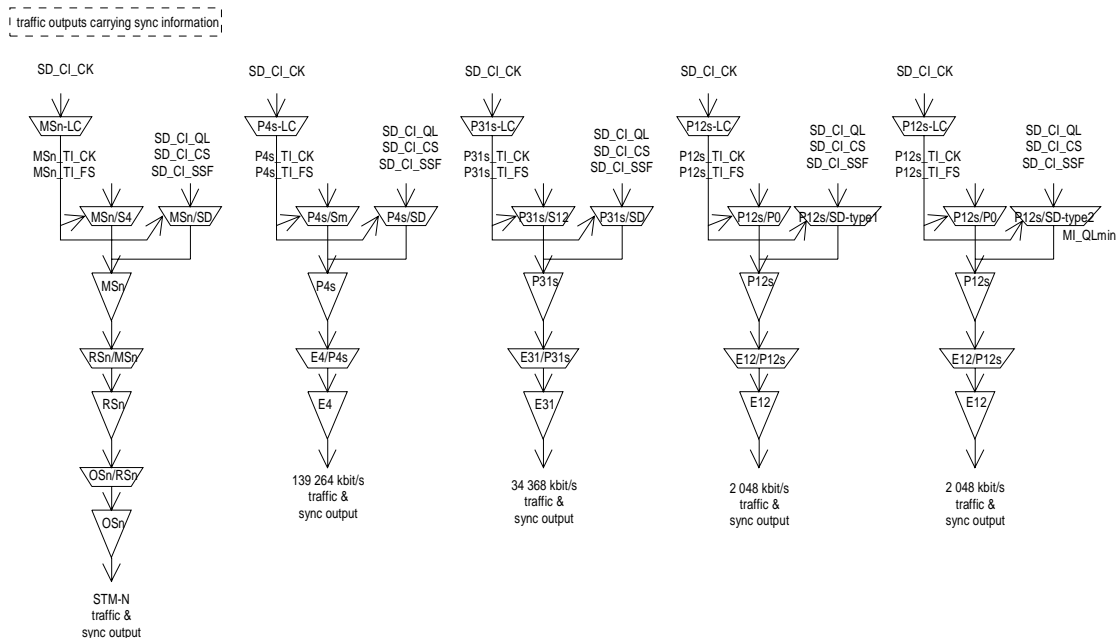 traffic outputs carrying sync information
SD_CI_CK
MSn-LC
MSn_TI_CK
MSn_TI_FS
SD_CI_QL
SD_CI_CS
SD_CI_SSF
MSn/S4
MSn/SD
MSn
RSn/MSn
RSn
OSn/RSn
OSn
STM-N
traffic &
sync output
SD_CI_CK
P4s-LC
P4s_TI_CK
P4s_TI_FS
SD_CI_QL
SD_CI_CS
SD_CI_SSF
P4s/Sm
P4s/SD
P4s
E4/P4s
E4
139 264 kbit/s
traffic &
sync output
SD_CI_CK
P31s-LC
P31s_TI_CK
P31s_TI_FS
SD_CI_QL
SD_CI_CS
SD_CI_SSF
P31s/S12
P31s/SD
P31s
E31/P31s
E31
34 368 kbit/s
traffic &
sync output
SD_CI_CK
P12s-LC
P12s_TI_CK
P12s_TI_FS
SD_CI_QL
SD_CI_CS
SD_CI_SSF
P12s/P0
P12s/SD-type1
P12s
E12/P12s
E12
2 048 kbit/s
traffic &
sync output
SD_CI_CK
P12s-LC
P12s_TI_CK
P12s_TI_FS
SD_CI_QL
SD_CI_CS
SD_CI_SSF
P12s/P0
P12s/SD-type2
MI_QLmin
P12s
E12/P12s
E12
2 048 kbit/s
traffic &
sync output